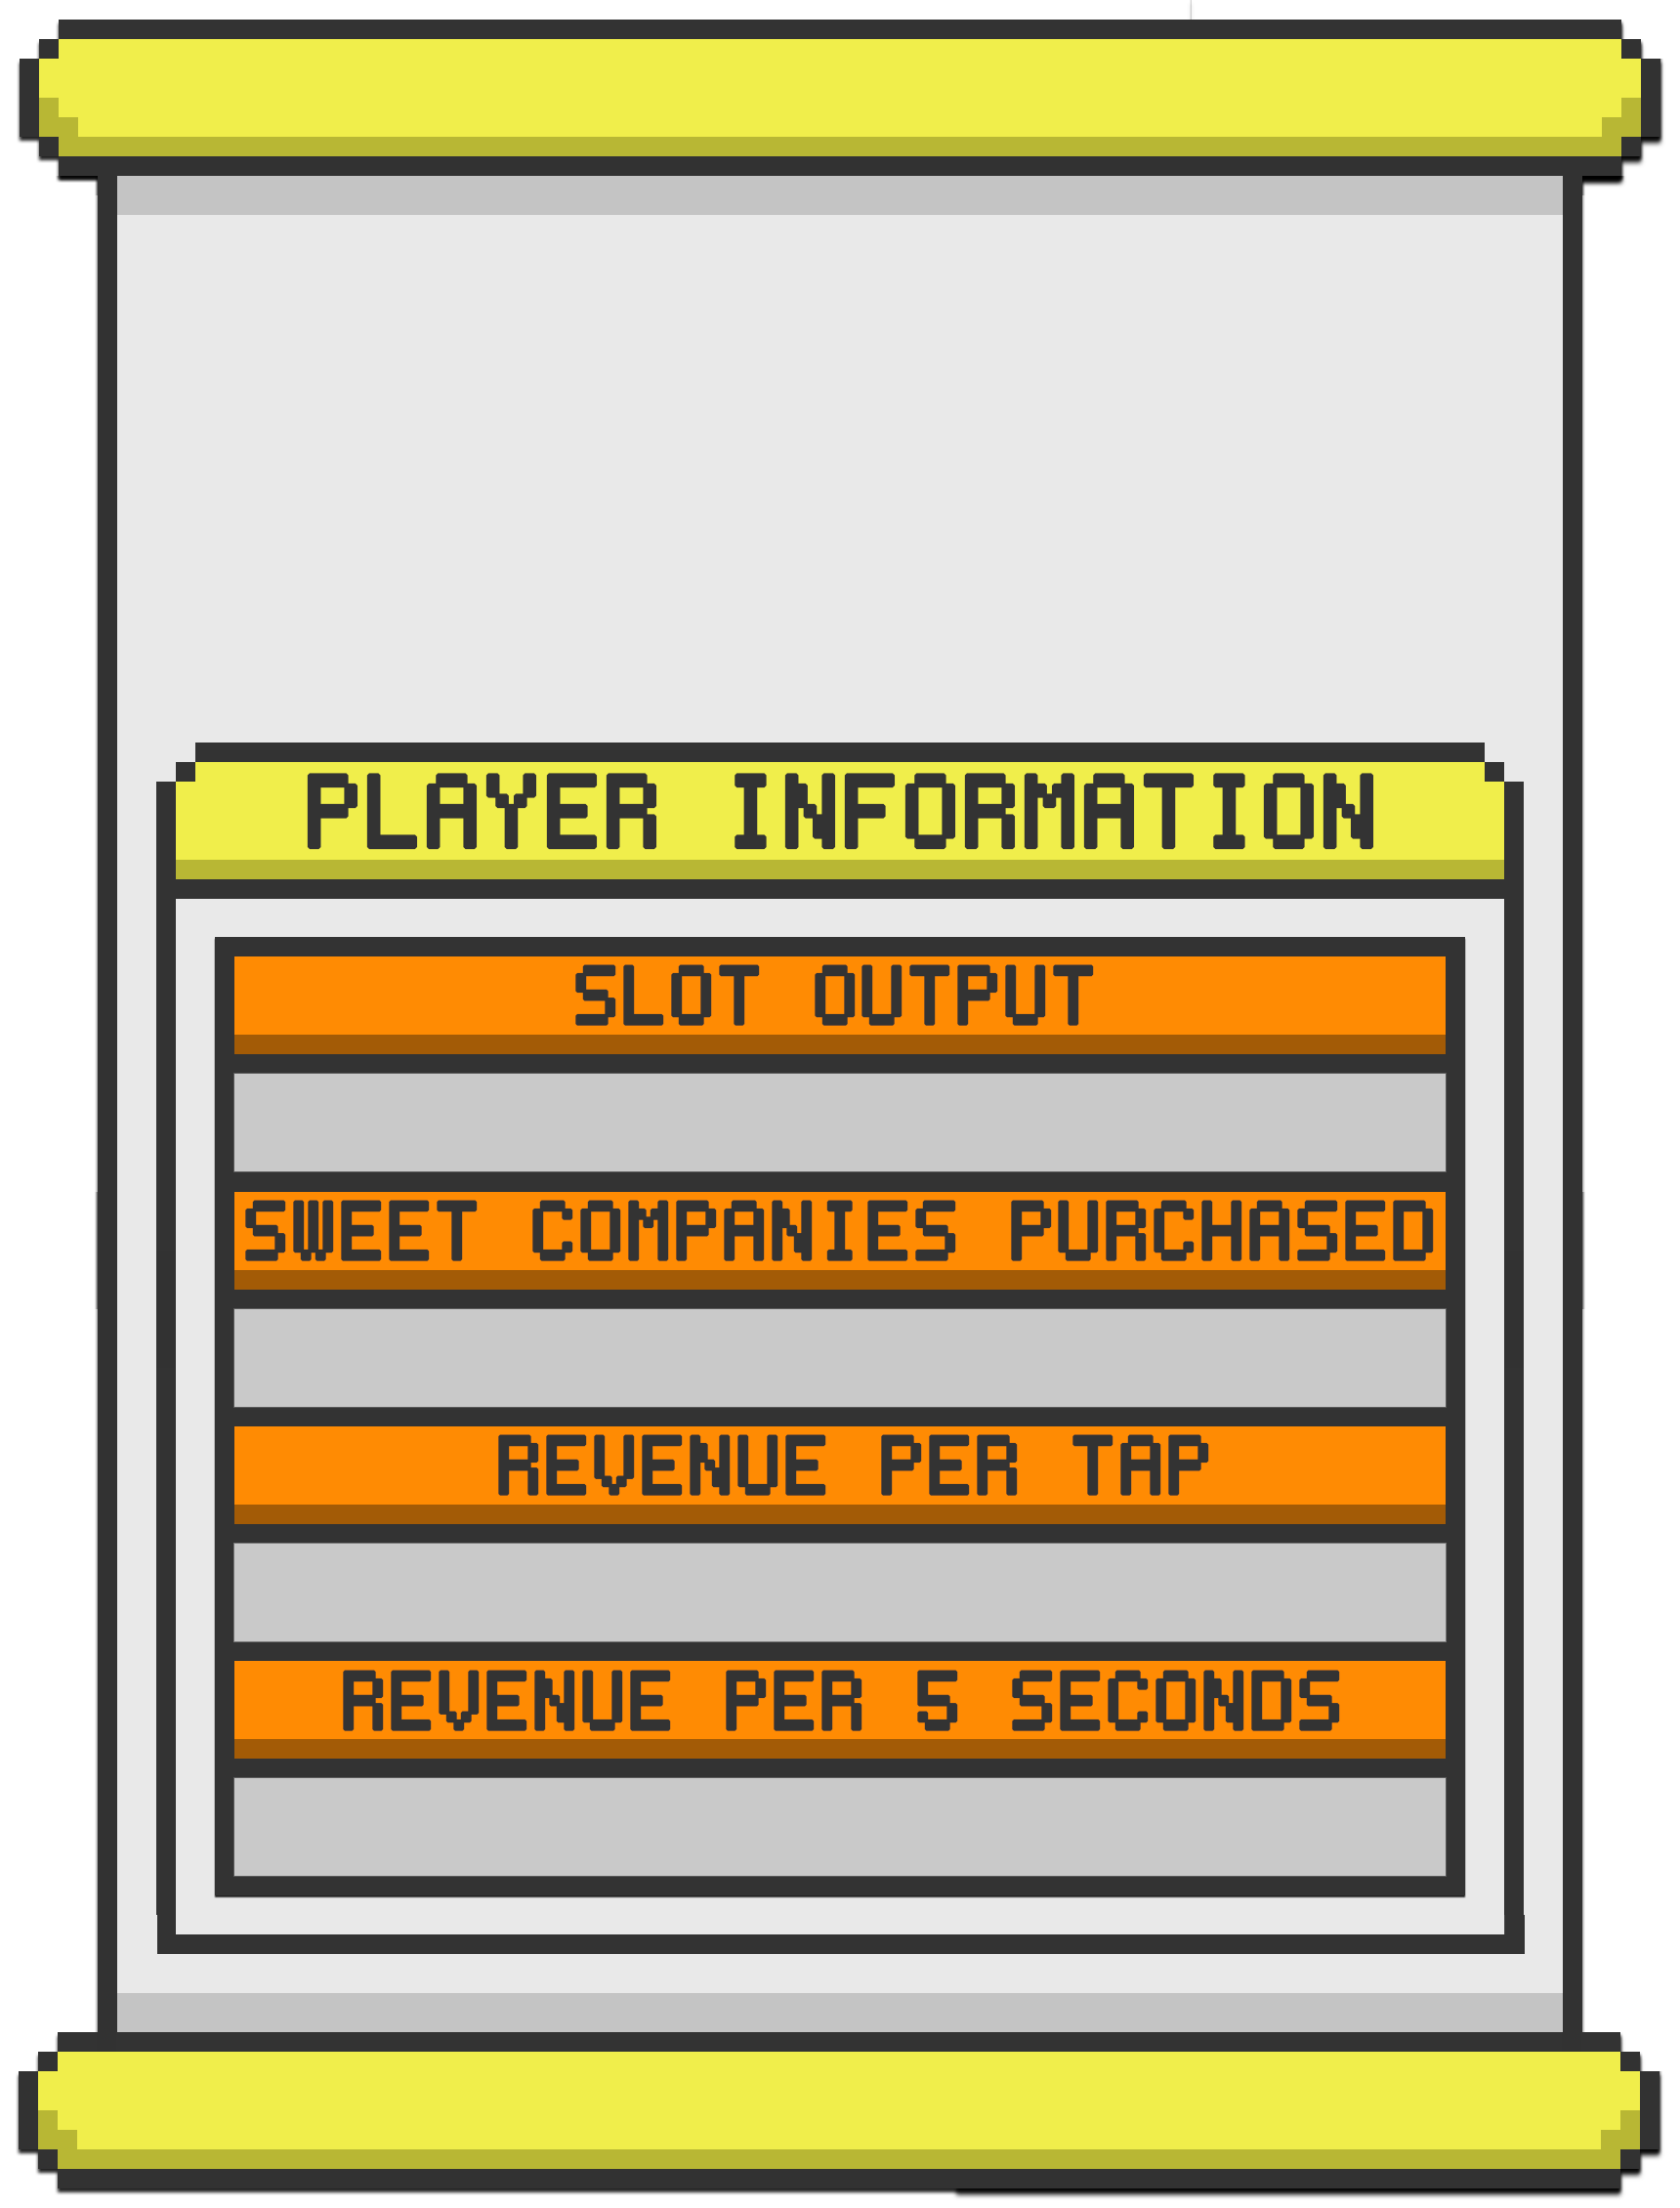 PLAYER INFORMATION
SLOT OUTPUT
SWEET COMPANIES PURCHASED
REVENUE PER TAP
REVENUE PER 5 SECONDS